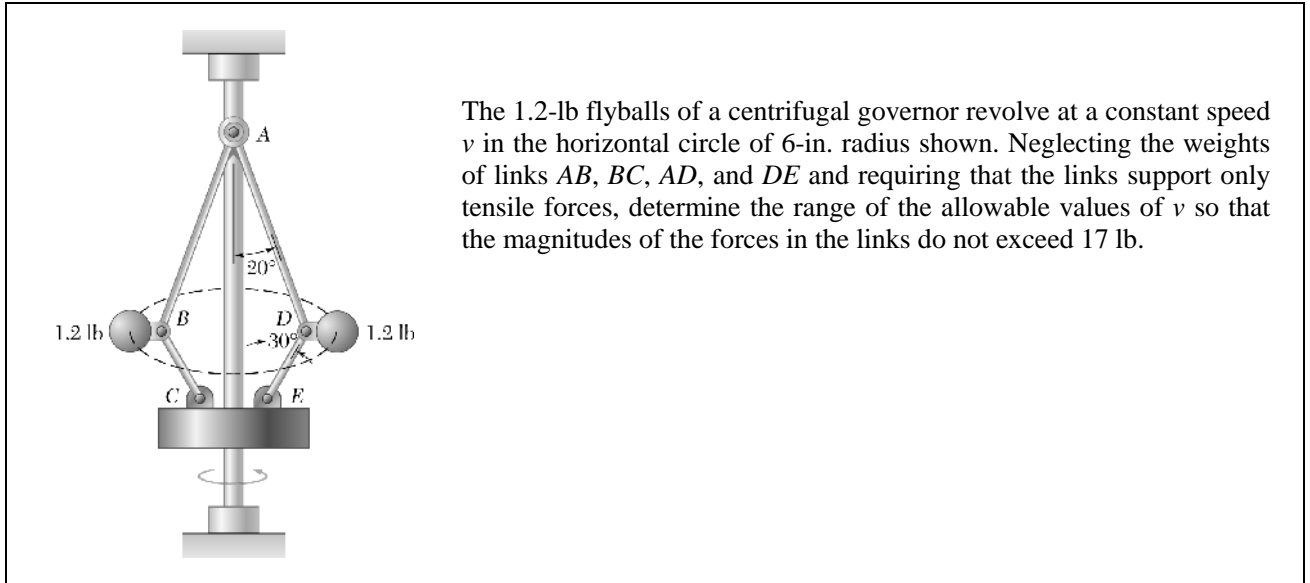 The 1.2-lb flyballs of a centrifugal governor revolve at a constant speed
v in the horizontal circle of 6-in. radius shown. Neglecting the weights
of links AB, BC, AD, and DE and requiring that the links support only
tensile forces, determine the range of the allowable values of v so that
the magnitudes of the forces in the links do not exceed 17 lb.
A
20°
B
D
1.2 lb
1.2 lb
30°
C
E